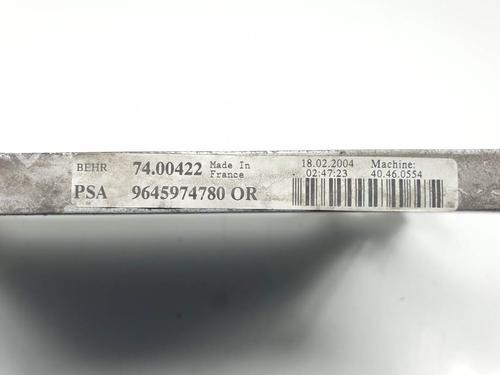 BEHR 74.00422 Made In France
PSA 9645974780 OR
18.02.2004 Machine:
02:47:23 40.46.0554